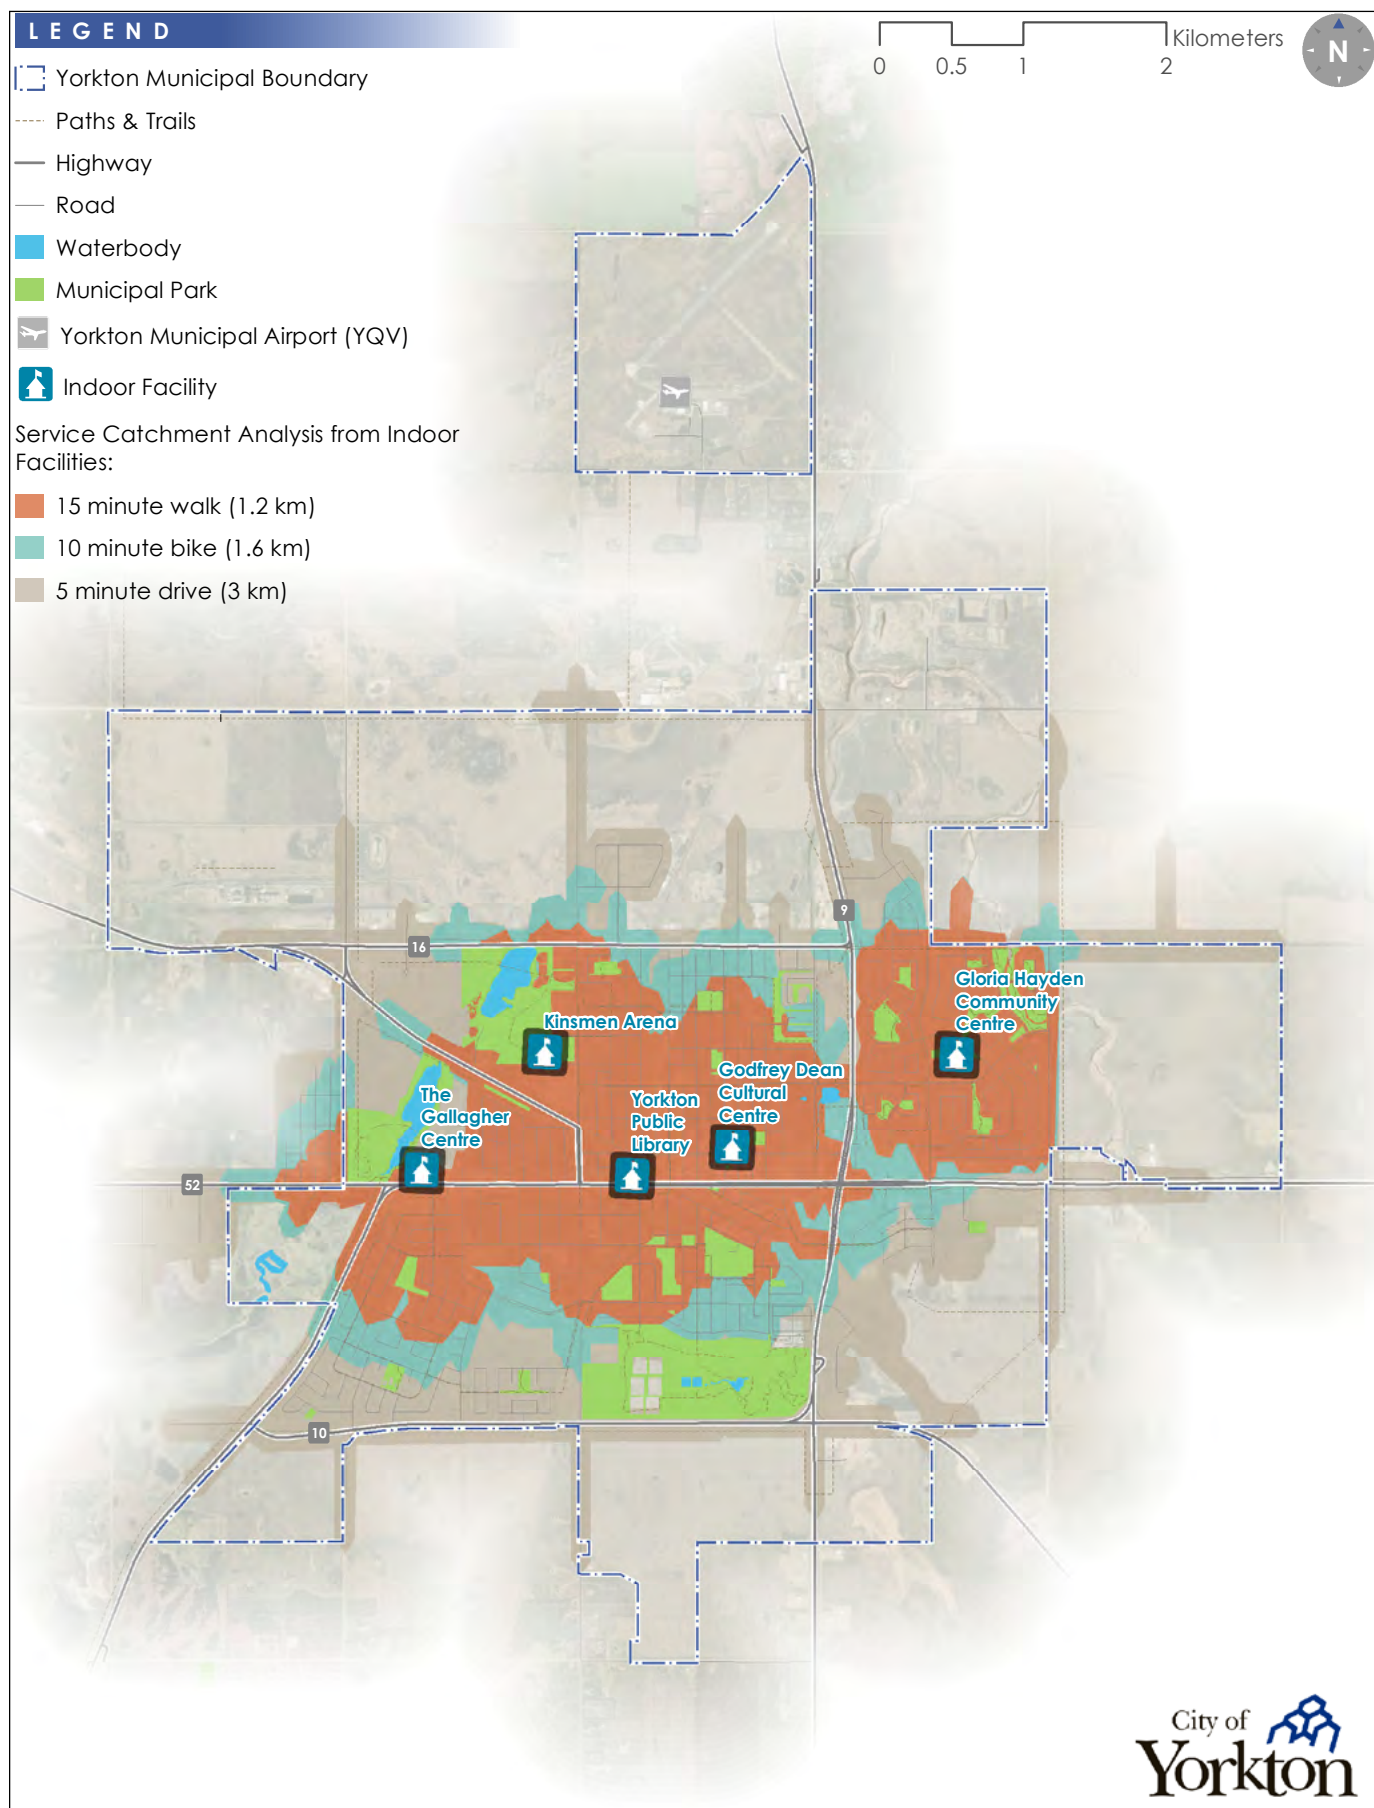 LEGEND
Yorkton Municipal Boundary
Paths & Trails
Highway
Road
Waterbody
Municipal Park
Yorkton Municipal Airport (YQV)
Indoor Facility
Service Catchment Analysis from Indoor
Facilities:
15 minute walk (1.2 km)
10 minute bike (1.6 km)
5 minute drive (3 km)
Kilometers
0 0.5 1 2
N
9
16
Gloria Hayden
Community
Centre
Kinsmen Arena
Godfrey Dean
Cultural
Centre
The
Gallagher
Centre
Yorkton
Public
Library
52
10
City of
Yorkton